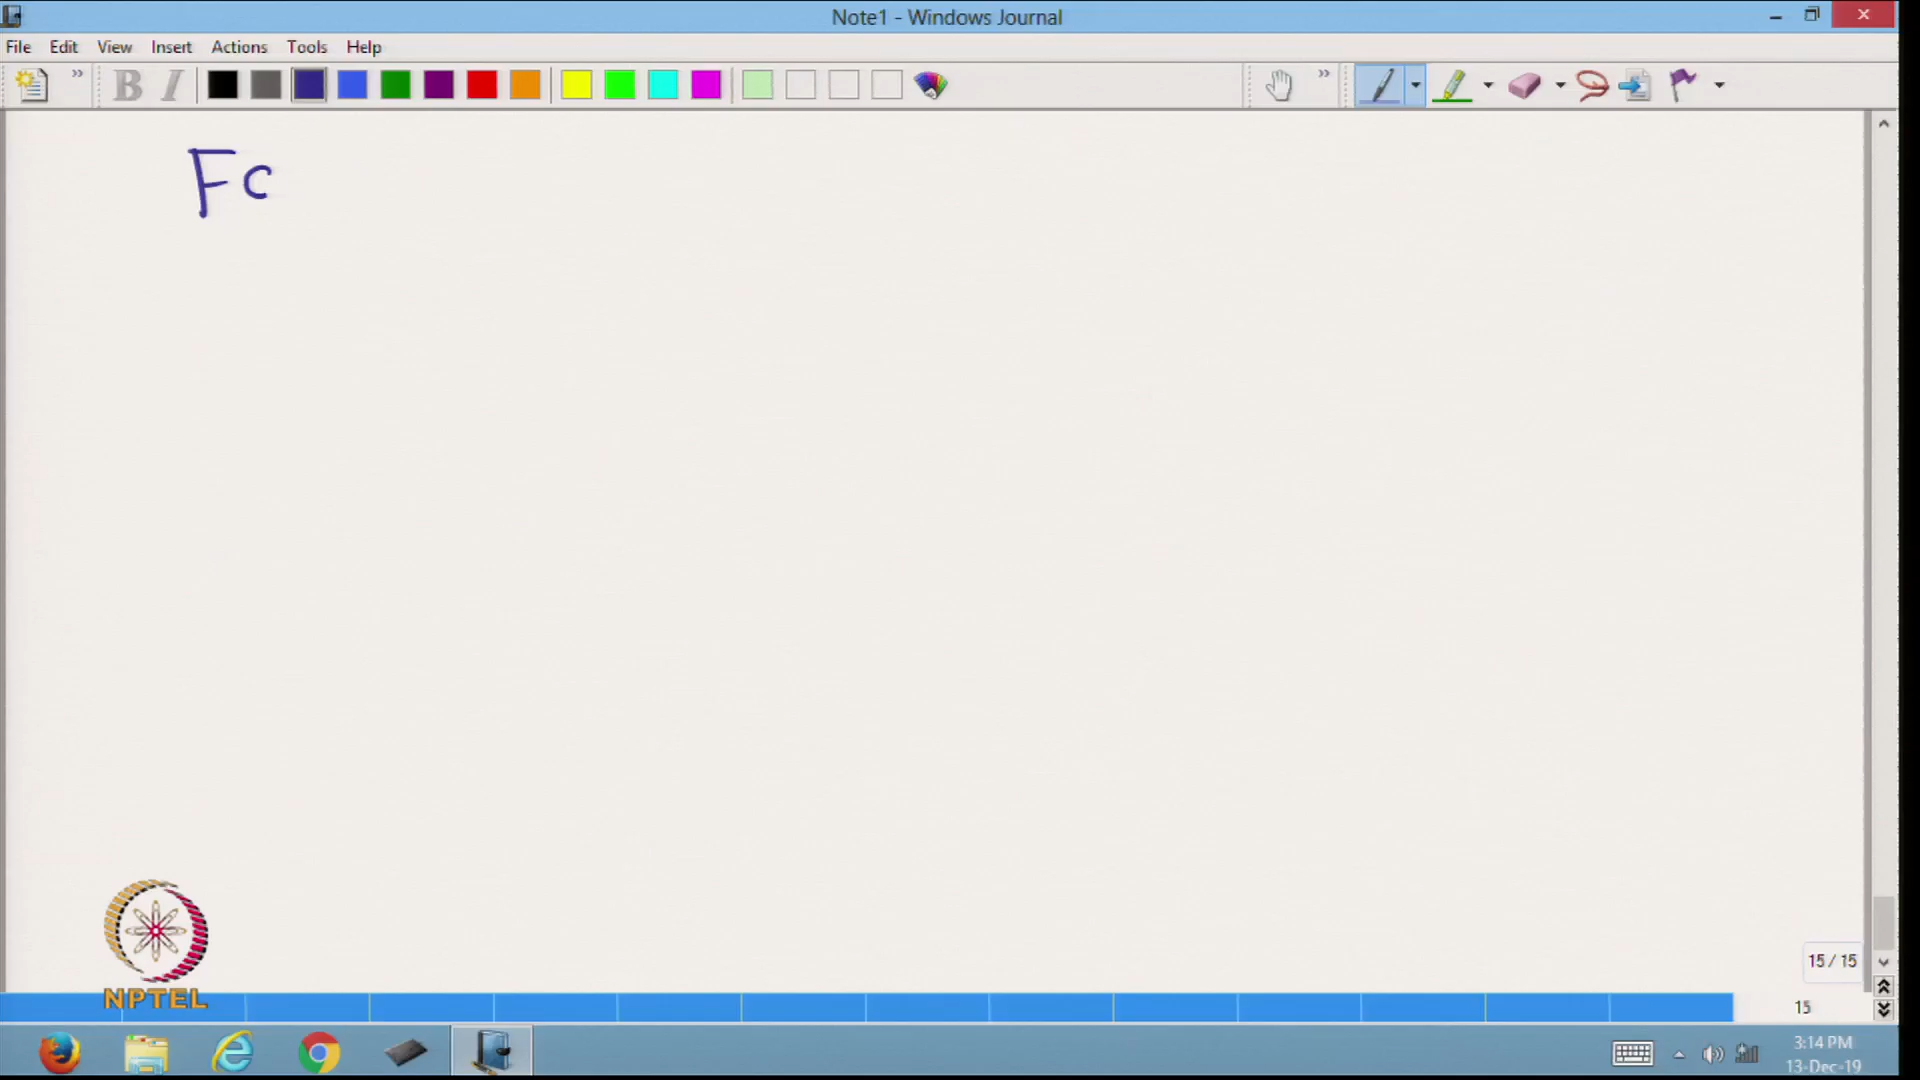 Note1 - Windows Journal
File Edit View Insert Actions Tools Help
B I
Fc
15 / 15
NPTEL
15
3:14 PM
13-Dec-19